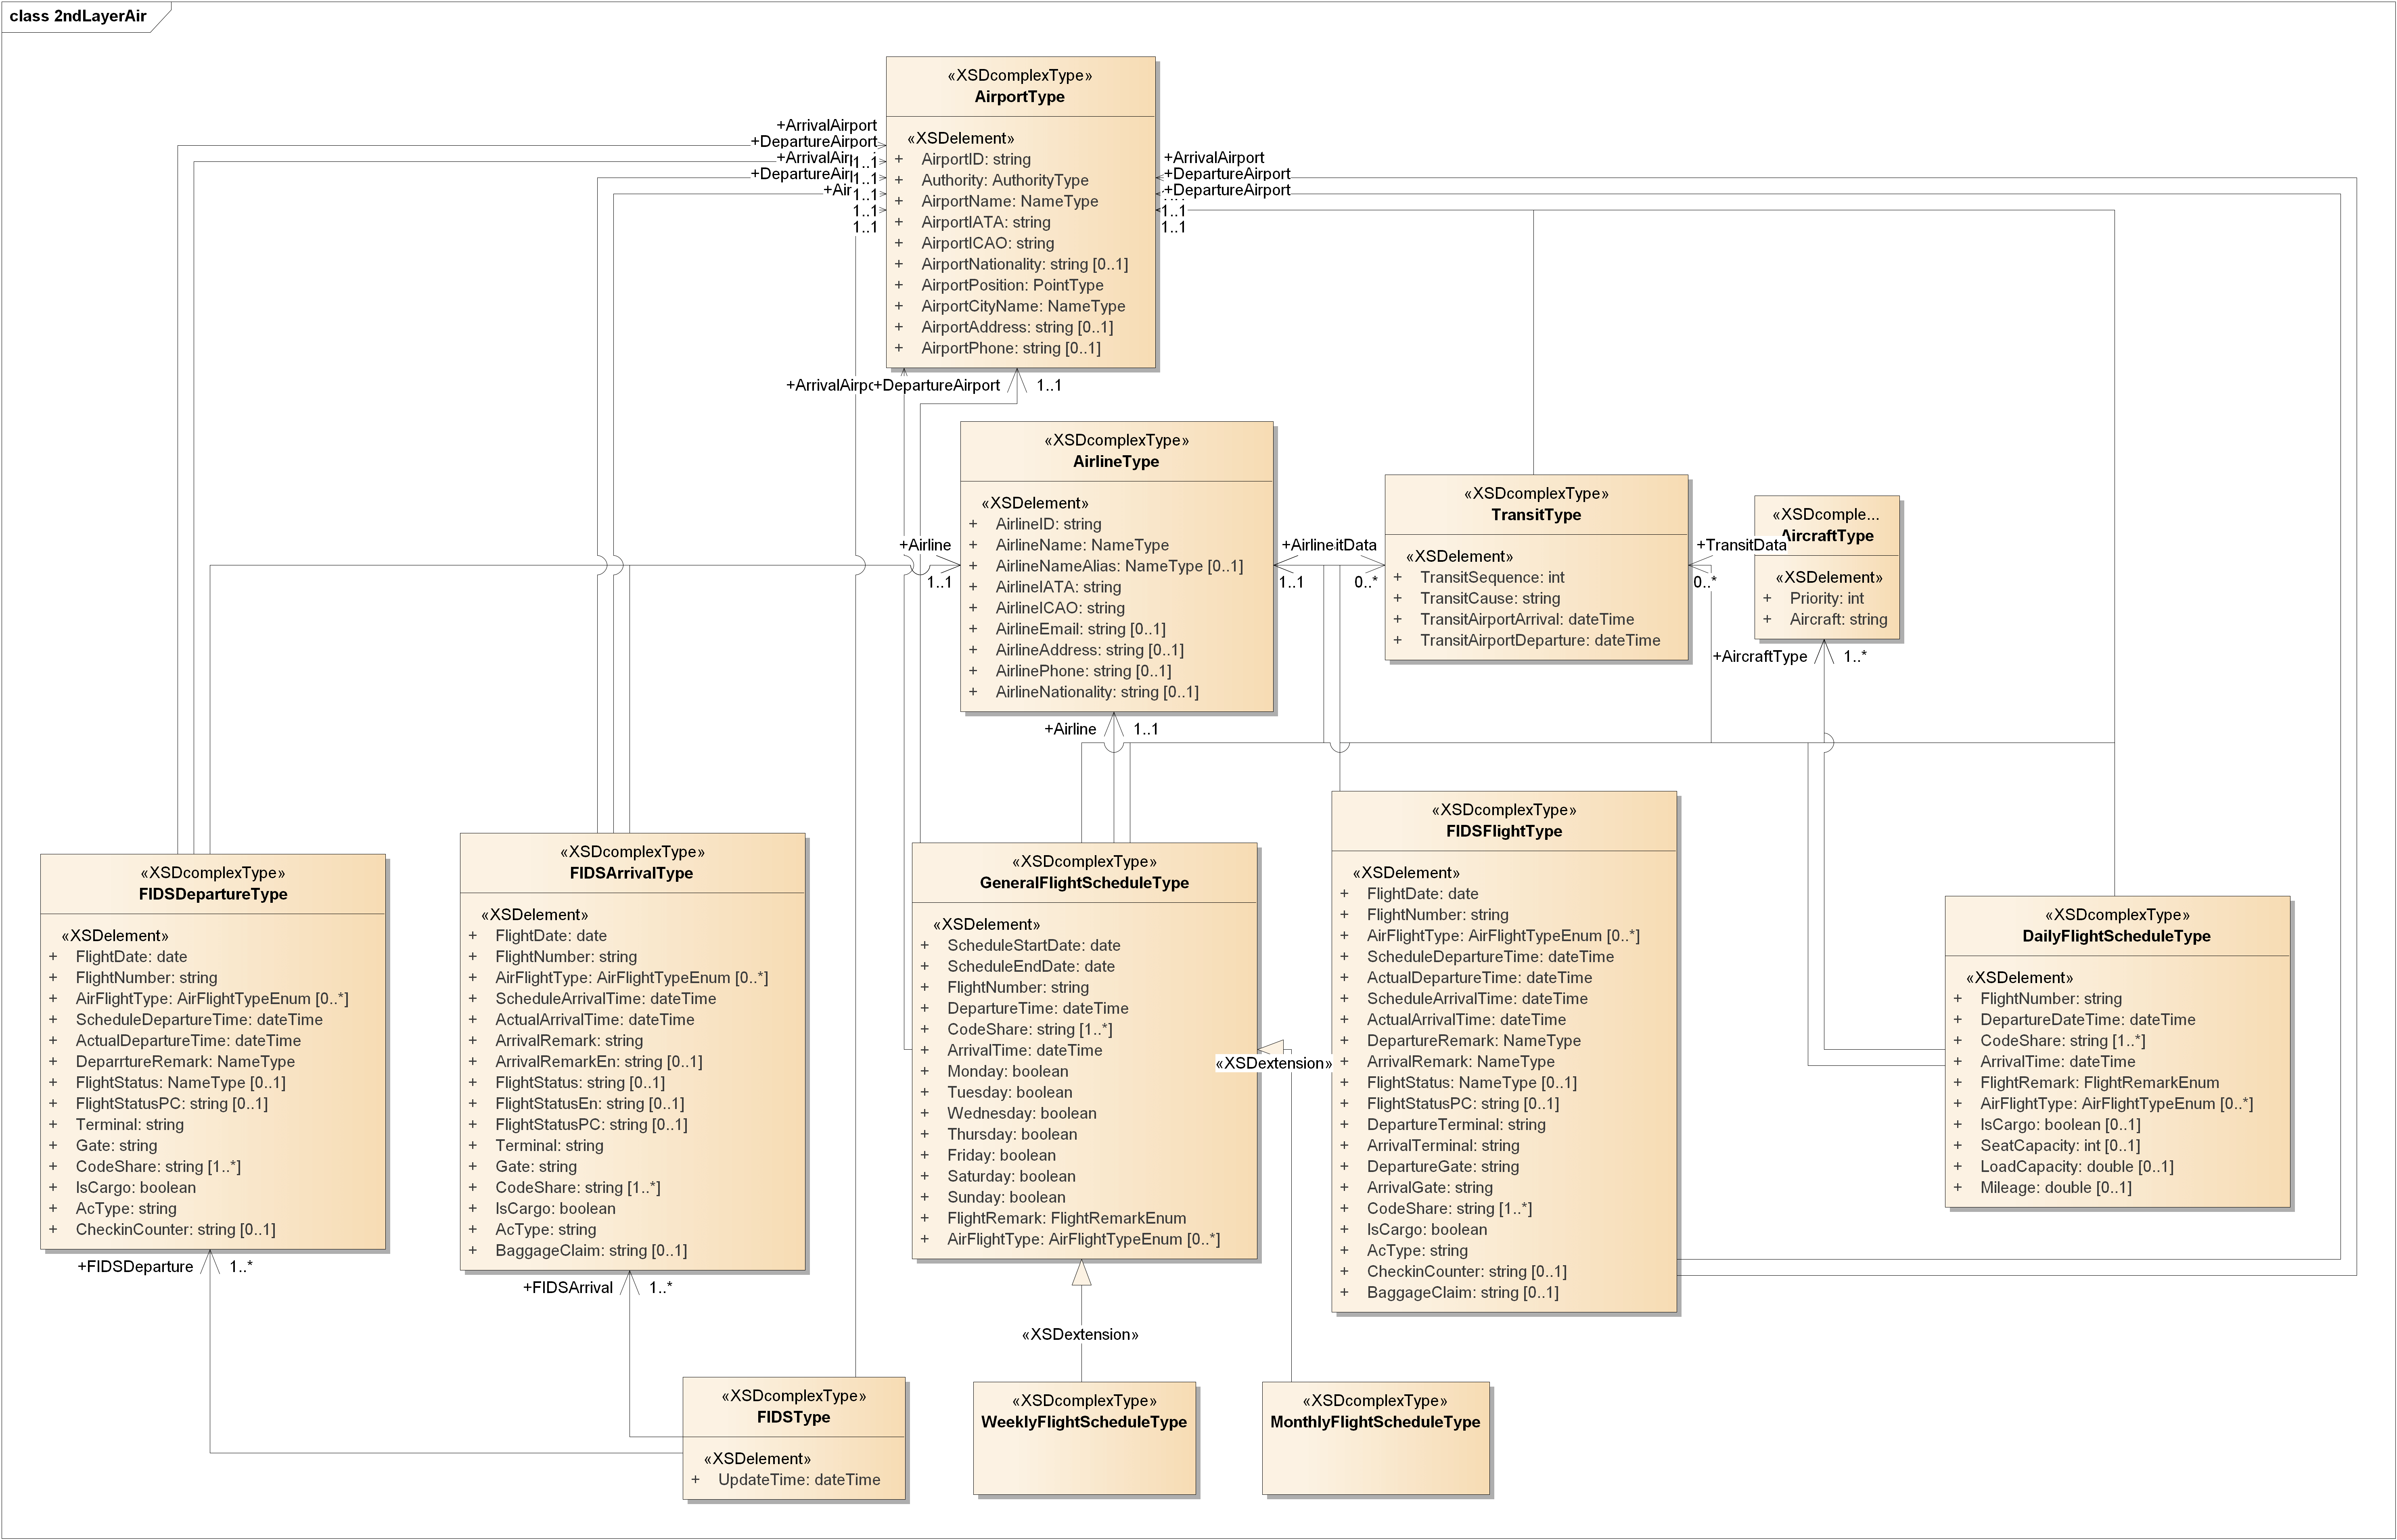 class 2ndLayerAir
«XSDcomplexType»
AirportType
«XSDelement»
+ AirportID: string
+ Authority: AuthorityType
+ AirportName: NameType
+ AirportIATA: string
+ AirportICAO: string
+ AirportNationality: string [0..1]
+ AirportPosition: PointType
+ AirportCityName: NameType
+ AirportAddress: string [0..1]
+ AirportPhone: string [0..1]
+ArrivalAirport
+DepartureAirport
+ArrivalAir
1..1
+DepartureAir
1..1
+Air
1..1
1..1
1..1
+ArrivalAirport
+DepartureAirport
+DepartureAirport
1..1
1..1
+ArrivalAirpo
+DepartureAirport
1..1
«XSDcomplexType»
AirlineType
«XSDelement»
+ AirlineID: string
+ AirlineName: NameType
+ AirlineNameAlias: NameType [0..1]
+ AirlineIATA: string
+ AirlineICAO: string
+ AirlineEmail: string [0..1]
+ AirlineAddress: string [0..1]
+ AirlinePhone: string [0..1]
+ AirlineNationality: string [0..1]
+Airline
1..1
+Airline
itData
1..1
0..*
+Airline
1..1
«XSDcomplexType»
TransitType
«XSDelement»
+ TransitSequence: int
+ TransitCause: string
+ TransitAirportArrival: dateTime
+ TransitAirportDeparture: dateTime
+TransitData
0..*
«XSDcomple...
AircraftType
«XSDelement»
+ Priority: int
+ Aircraft: string
+AircraftType
1..*
«XSDcomplexType»
FIDSDepartureType
«XSDelement»
+ FlightDate: date
+ FlightNumber: string
+ AirFlightType: AirFlightTypeEnum [0..*]
+ ScheduleDepartureTime: dateTime
+ ActualDepartureTime: dateTime
+ DeparrtureRemark: NameType
+ FlightStatus: NameType [0..1]
+ FlightStatusPC: string [0..1]
+ Terminal: string
+ Gate: string
+ CodeShare: string [1..*]
+ IsCargo: boolean
+ AcType: string
+ CheckinCounter: string [0..1]
+FIDSDeparture
1..*
«XSDcomplexType»
FIDSArrivalType
«XSDelement»
+ FlightDate: date
+ FlightNumber: string
+ AirFlightType: AirFlightTypeEnum [0..*]
+ ScheduleArrivalTime: dateTime
+ ActualArrivalTime: dateTime
+ ArrivalRemark: string
+ ArrivalRemarkEn: string [0..1]
+ FlightStatus: string [0..1]
+ FlightStatusEn: string [0..1]
+ FlightStatusPC: string [0..1]
+ Terminal: string
+ Gate: string
+ CodeShare: string [1..*]
+ IsCargo: boolean
+ AcType: string
+ BaggageClaim: string [0..1]
+FIDSArrival
1..*
«XSDcomplexType»
GeneralFlightScheduleType
«XSDelement»
+ ScheduleStartDate: date
+ ScheduleEndDate: date
+ FlightNumber: string
+ DepartureTime: dateTime
+ CodeShare: string [1..*]
+ ArrivalTime: dateTime
+ Monday: boolean
+ Tuesday: boolean
+ Wednesday: boolean
+ Thursday: boolean
+ Friday: boolean
+ Saturday: boolean
+ Sunday: boolean
+ FlightRemark: FlightRemarkEnum
+ AirFlightType: AirFlightTypeEnum [0..*]
«XSDextension»
«XSDextension»
«XSDcomplexType»
FIDSFlightType
«XSDelement»
+ FlightDate: date
+ FlightNumber: string
+ AirFlightType: AirFlightTypeEnum [0..*]
+ ScheduleDepartureTime: dateTime
+ ActualDepartureTime: dateTime
+ ScheduleArrivalTime: dateTime
+ ActualArrivalTime: dateTime
+ DepartureRemark: NameType
+ ArrivalRemark: NameType
+ FlightStatus: NameType [0..1]
+ FlightStatusPC: string [0..1]
+ DepartureTerminal: string
+ ArrivalTerminal: string
+ DepartureGate: string
+ ArrivalGate: string
+ CodeShare: string [1..*]
+ IsCargo: boolean
+ AcType: string
+ CheckinCounter: string [0..1]
+ BaggageClaim: string [0..1]
«XSDcomplexType»
DailyFlightScheduleType
«XSDelement»
+ FlightNumber: string
+ DepartureDateTime: dateTime
+ CodeShare: string [1..*]
+ ArrivalTime: dateTime
+ FlightRemark: FlightRemarkEnum
+ AirFlightType: AirFlightTypeEnum [0..*]
+ IsCargo: boolean [0..1]
+ SeatCapacity: int [0..1]
+ LoadCapacity: double [0..1]
+ Mileage: double [0..1]
«XSDcomplexType»
FIDSType
«XSDelement»
+ UpdateTime: dateTime
«XSDcomplexType»
WeeklyFlightScheduleType
«XSDcomplexType»
MonthlyFlightScheduleType